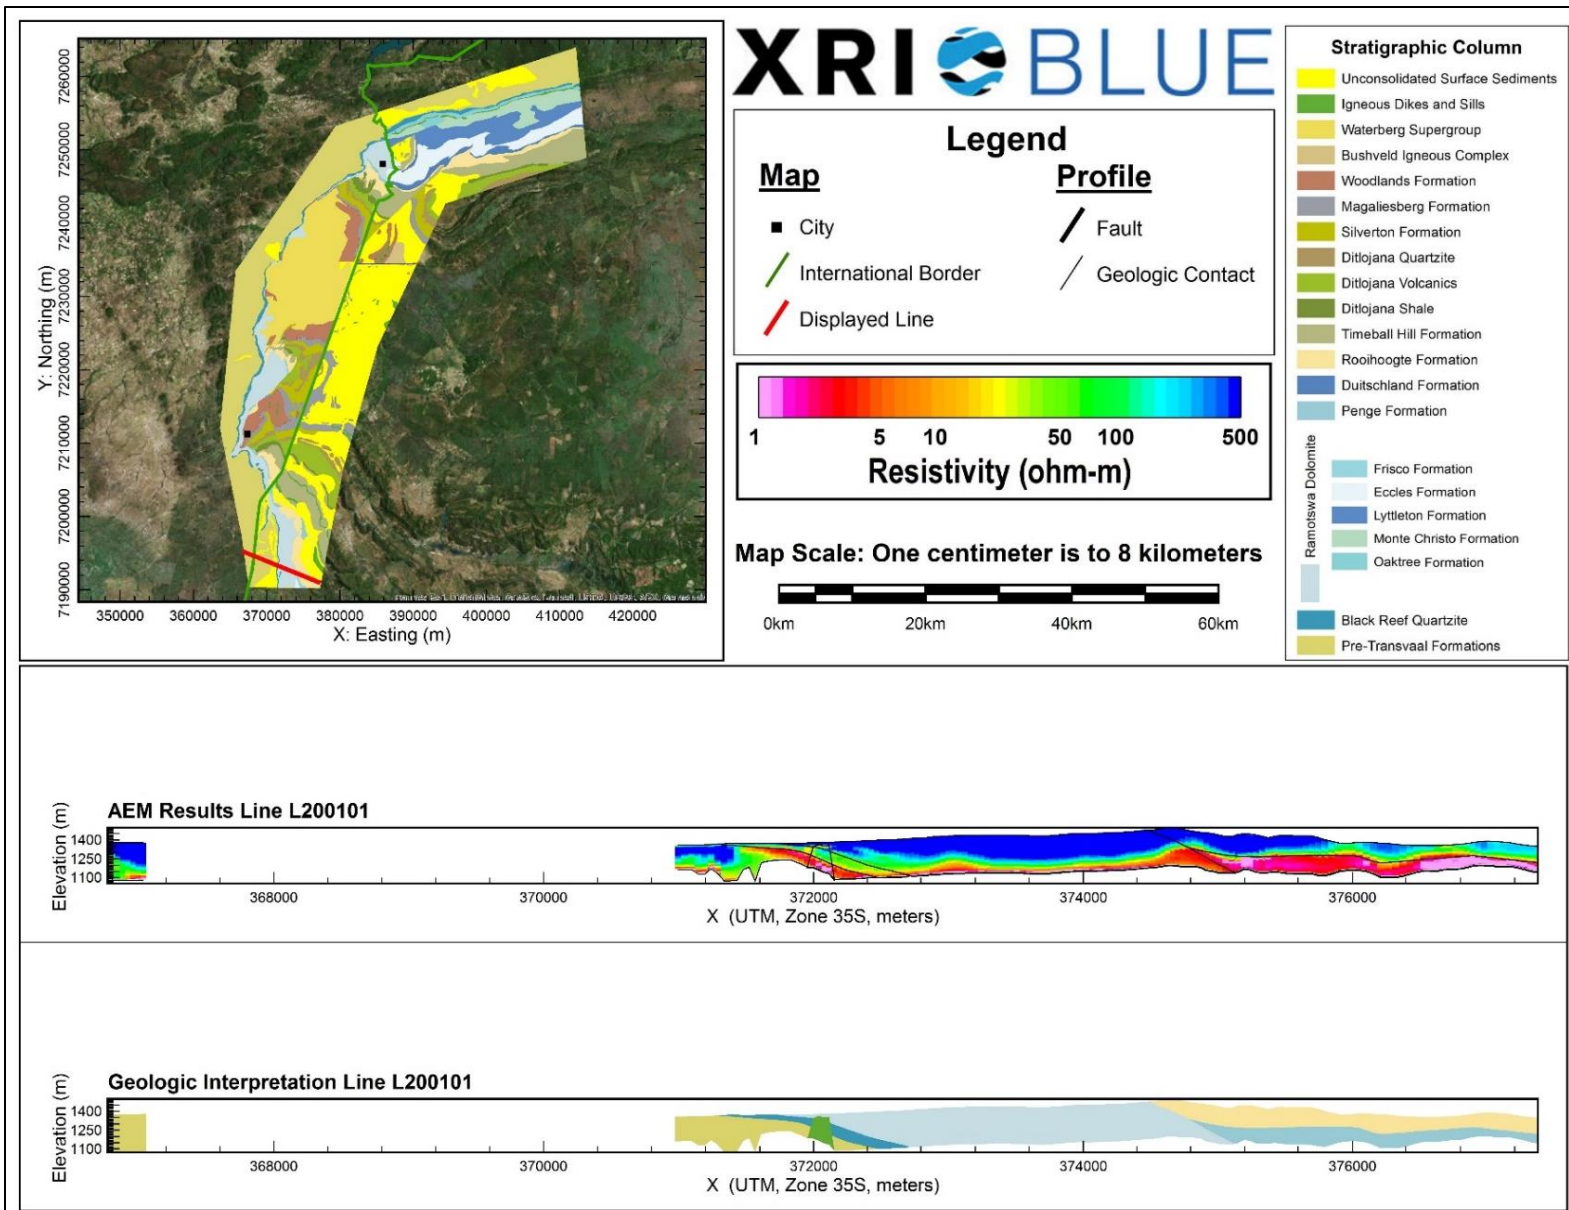 7260000
7250000
7240000
7230000
7220000
7210000
7200000
7190000
Y: Northing (m)
350000 360000 370000 380000 390000 400000 410000 420000
X: Easting (m)
XRI BLUE
Legend
Map
City
International Border
Displayed Line
Profile
Fault
Geologic Contact
1 5 10 50 100 500
Resistivity (ohm-m)
Map Scale: One centimeter is to 8 kilometers
0km 20km 40km 60km
Stratigraphic Column
Unconsolidated Surface Sediments
Igneous Dikes and Sills
Waterberg Supergroup
Bushveld Igneous Complex
Woodlands Formation
Magaliesberg Formation
Silverton Formation
Ditlojana Quartzite
Ditlojana Volcanics
Ditlojana Shale
Timeball Hill Formation
Rooihoogte Formation
Duitschland Formation
Penge Formation
Ramotswa Dolomite
Frisco Formation
Eccles Formation
Lyttleton Formation
Monte Christo Formation
Oaktree Formation
Black Reef Quartzite
Pre-Transvaal Formations
AEM Results Line L200101
Elevation (m)
1400
1250
1100
368000 370000 372000 374000 376000
X (UTM, Zone 35S, meters)
Geologic Interpretation Line L200101
Elevation (m)
1400
1250
1100
368000 370000 372000 374000 376000
X (UTM, Zone 35S, meters)